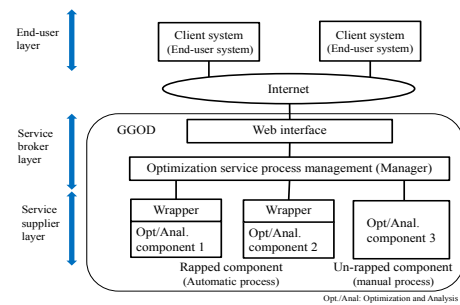 End-user
layer
Client system
(End-user system)
Client system
(End-user system)
Internet
Service
broker
layer
GGOD
Web interface
Optimization service process management (Manager)
Service
supplier
layer
Wrapper
Opt/Anal.
component 1
Wrapper
Opt/Anal.
component 2
Opt/Anal.
component 3
Rapped component
(Automatic process)
Un-rapped component
(manual process)
Opt./Anal: Optimization and Analysis